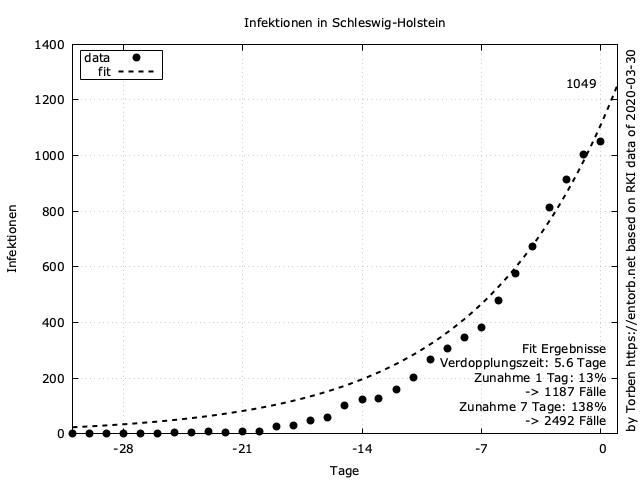 Infektionen in Schleswig-Holstein
1400
1200
1000
800
600
400
200
0
data
fit
1049
Infektionen
Fit Ergebnisse
Verdopplungszeit: 5.6 Tage
Zunahme 1 Tag: 13%
-> 1187 Fälle
Zunahme 7 Tage: 138%
-> 2492 Fälle
-28 -21 -14 -7 0
Tage
by Torben https://entorb.net based on RKI data of 2020-03-30